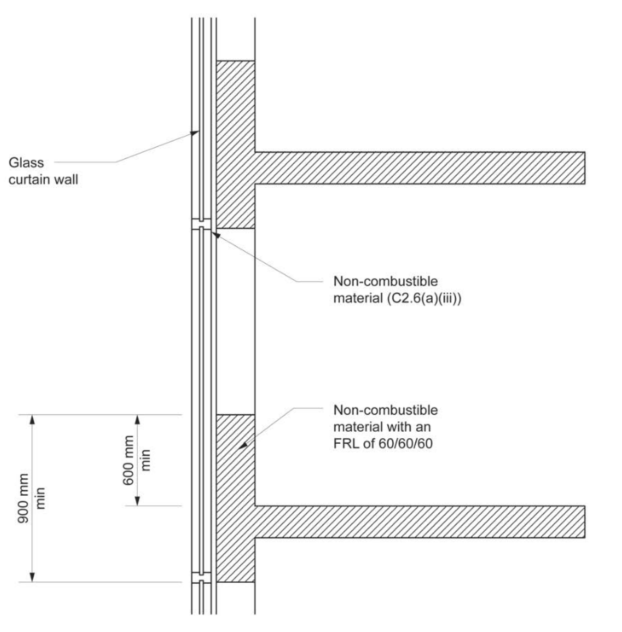 Glass
curtain wall
Non-combustible
material (C2.6(a)(iii))
Non-combustible
material with an
FRL of 60/60/60
600 mm
min
900 mm
min